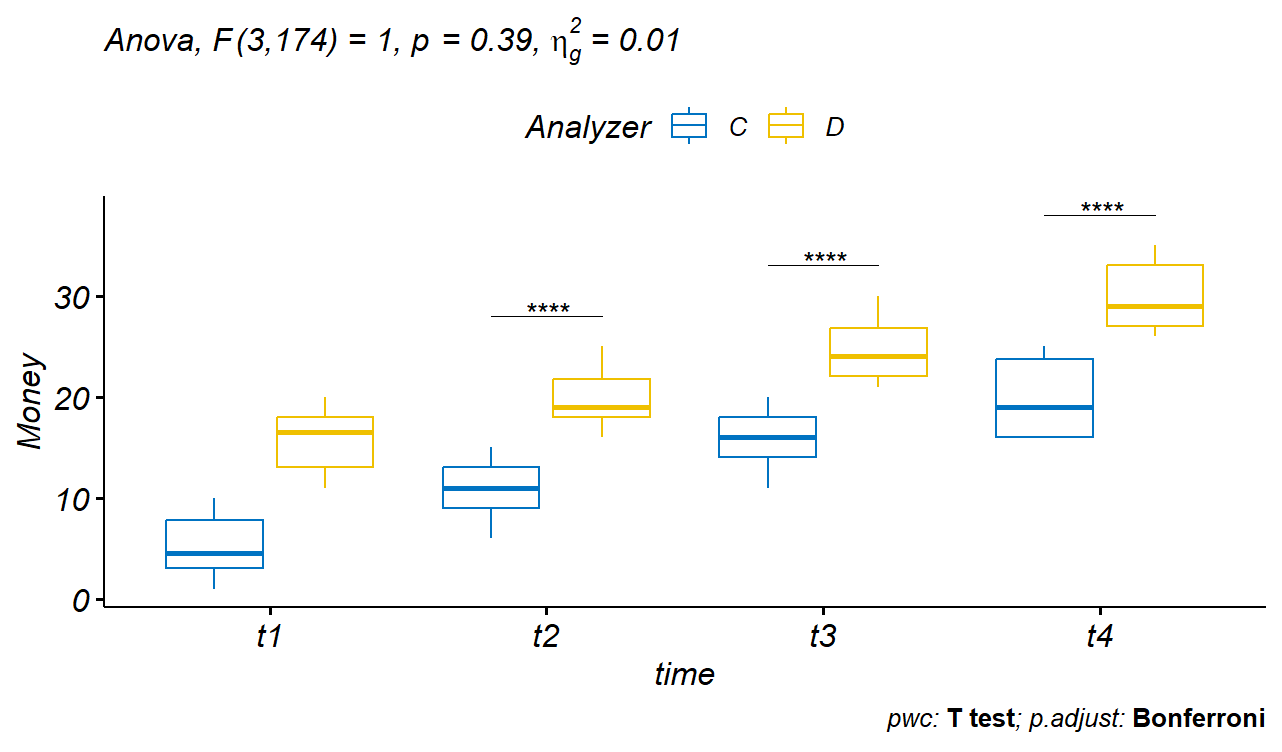 Anova, F(3,174) = 1, p = 0.39, η²g = 0.01
Analyzer C D
****
****
****
30
20
10
0
Money
t1 t2 t3 t4
time
pwc: T test; p.adjust: Bonferroni